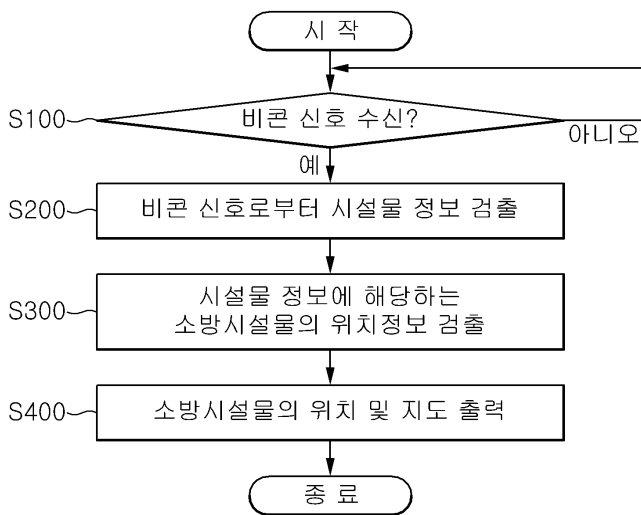 시 작
S100
비콘 신호 수신?
아니오
예
S200
비콘 신호로부터 시설물 정보 검출
S300
시설물 정보에 해당하는
소방시설물의 위치정보 검출
S400
소방시설물의 위치 및 지도 출력
종 료